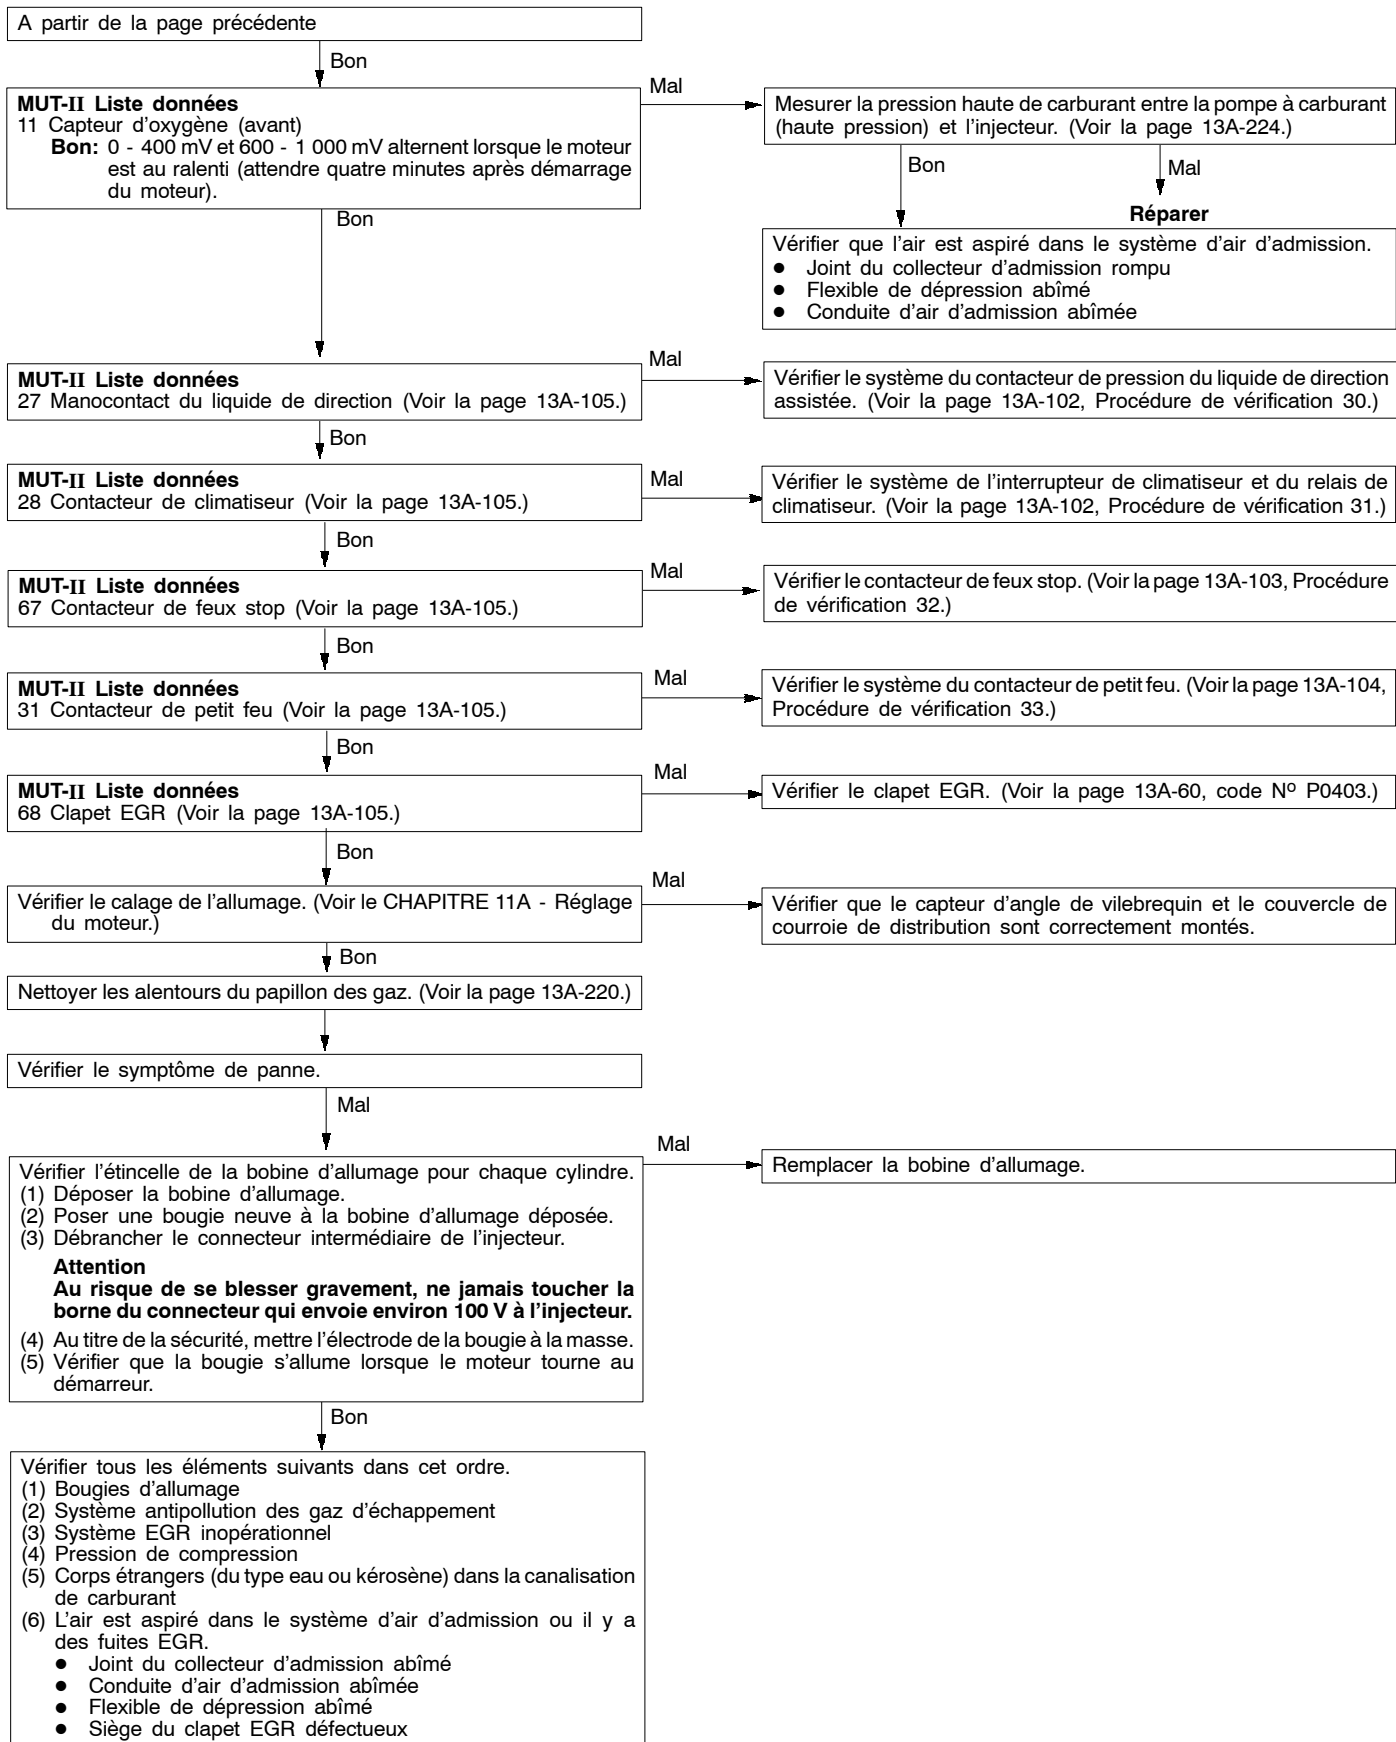 A partir de la page précédente
Bon
MUT-II Liste données
11 Capteur d'oxygène (avant)
Bon: 0 - 400 mV et 600 - 1 000 mV alternent lorsque le moteur
est au ralenti (attendre quatre minutes après démarrage
du moteur).
Mal
Mesurer la pression haute de carburant entre la pompe à carburant
(haute pression) et l'injecteur. (Voir la page 13A-224.)
Bon
Mal
Réparer
Vérifier que l'air est aspiré dans le système d'air d'admission.
● Joint du collecteur d'admission rompu
● Flexible de dépression abîmé
● Conduite d'air d'admission abîmée
Bon
MUT-II Liste données
27 Manocontact du liquide de direction (Voir la page 13A-105.)
Mal
Vérifier le système du contacteur de pression du liquide de direction
assistée. (Voir la page 13A-102, Procédure de vérification 30.)
Bon
MUT-II Liste données
28 Contacteur de climatiseur (Voir la page 13A-105.)
Mal
Vérifier le système de l'interrupteur de climatiseur et du relais de
climatiseur. (Voir la page 13A-102, Procédure de vérification 31.)
Bon
MUT-II Liste données
67 Contacteur de feux stop (Voir la page 13A-105.)
Mal
Vérifier le contacteur de feux stop. (Voir la page 13A-103, Procédure
de vérification 32.)
Bon
MUT-II Liste données
31 Contacteur de petit feu (Voir la page 13A-105.)
Mal
Vérifier le système du contacteur de petit feu. (Voir la page 13A-104,
Procédure de vérification 33.)
Bon
MUT-II Liste données
68 Clapet EGR (Voir la page 13A-105.)
Mal
Vérifier le clapet EGR. (Voir la page 13A-60, code Nº P0403.)
Bon
Vérifier le calage de l'allumage. (Voir le CHAPITRE 11A - Réglage
du moteur.)
Mal
Vérifier que le capteur d'angle de vilebrequin et le couvercle de
courroie de distribution sont correctement montés.
Bon
Nettoyer les alentours du papillon des gaz. (Voir la page 13A-220.)
Vérifier le symptôme de panne.
Mal
Vérifier l'étincelle de la bobine d'allumage pour chaque cylindre.
(1) Déposer la bobine d'allumage.
(2) Poser une bougie neuve à la bobine d'allumage déposée.
(3) Débrancher le connecteur intermédiaire de l'injecteur.
Attention
Au risque de se blesser gravement, ne jamais toucher la
borne du connecteur qui envoie environ 100 V à l'injecteur.
(4) Au titre de la sécurité, mettre l'électrode de la bougie à la masse.
(5) Vérifier que la bougie s'allume lorsque le moteur tourne au
démarreur.
Mal
Remplacer la bobine d'allumage.
Bon
Vérifier tous les éléments suivants dans cet ordre.
(1) Bougies d'allumage
(2) Système antipollution des gaz d'échappement
(3) Système EGR inopérationnel
(4) Pression de compression
(5) Corps étrangers (du type eau ou kérosène) dans la canalisation
de carburant
(6) L'air est aspiré dans le système d'air d'admission ou il y a
des fuites EGR.
● Joint du collecteur d'admission abîmé
● Conduite d'air d'admission abîmée
● Flexible de dépression abîmé
● Siège du clapet EGR défectueux